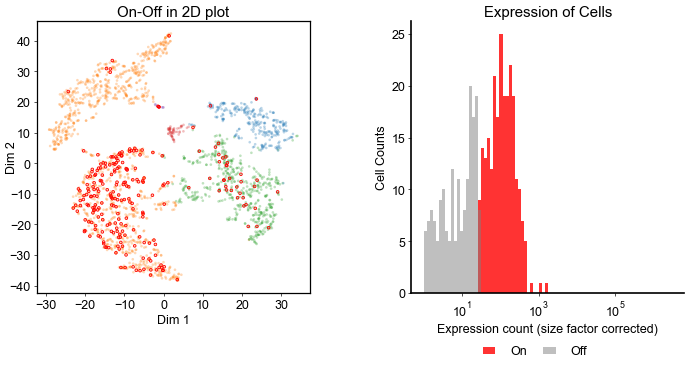 On-Off in 2D plot
40
30
20
10
0
−10
−20
−30
−40
Dim 2
−30 −20 −10 0 10 20 30
Dim 1
Expression of Cells
25
20
15
10
5
0
Cell Counts
10^1 10^3 10^5
Expression count (size factor corrected)
On Off